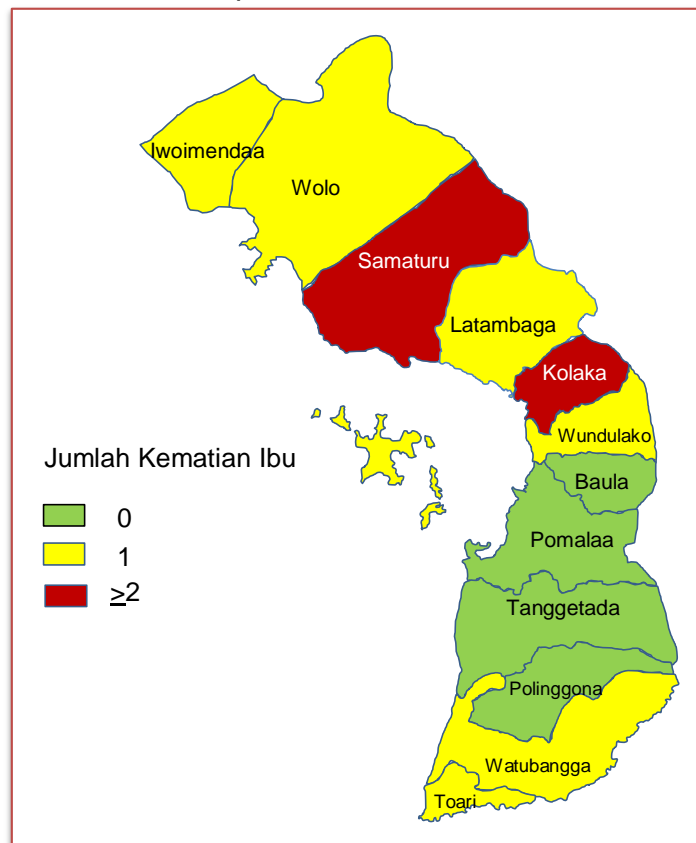 Iwoimendaa
Wolo
Samaturu
Latambaga
Kolaka
Wundulako
Jumlah Kematian Ibu
Baula
0
Pomalaa
1
≥2
Tanggetada
Polinggona
Watubangga
Toari